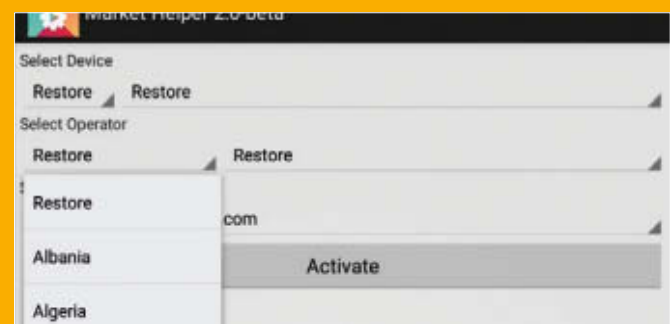 Market Helper 2.0-beta
Select Device
Restore Restore
Select Operator
Restore Restore
Restore
com
Albania
Activate
Algeria